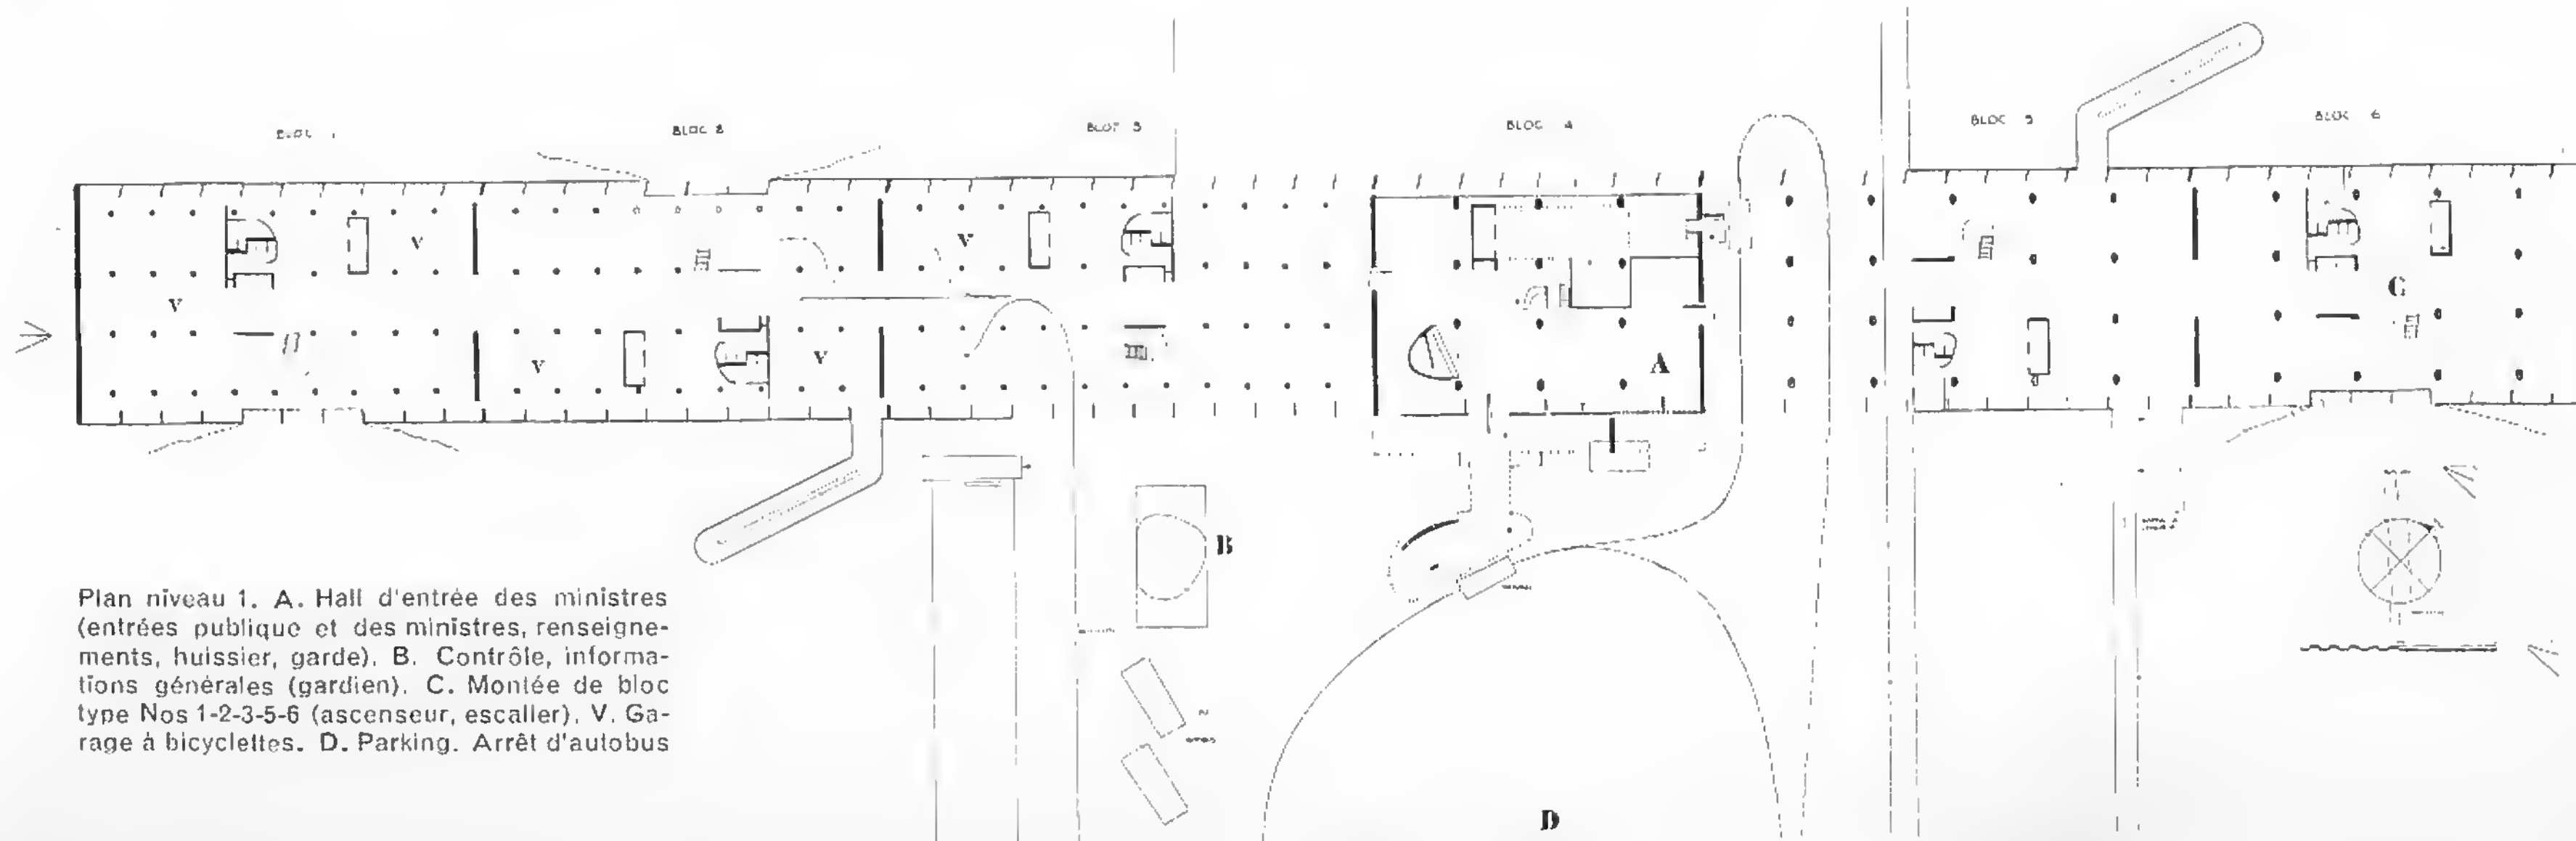 BLOC 1
BLOC 2
BLOC 3
BLOC 4
BLOC 5
BLOC 6
V
V
V
V
V
A
C
B
D
Plan niveau 1. A. Hall d'entrée des ministres
(entrées publique et des ministres, renseigne-
ments, huissier, garde). B. Contrôle, informa-
tions générales (gardien). C. Montée de bloc
type Nos 1-2-3-5-6 (ascenseur, escalier). V. Ga-
rage à bicyclettes. D. Parking. Arrêt d'autobus